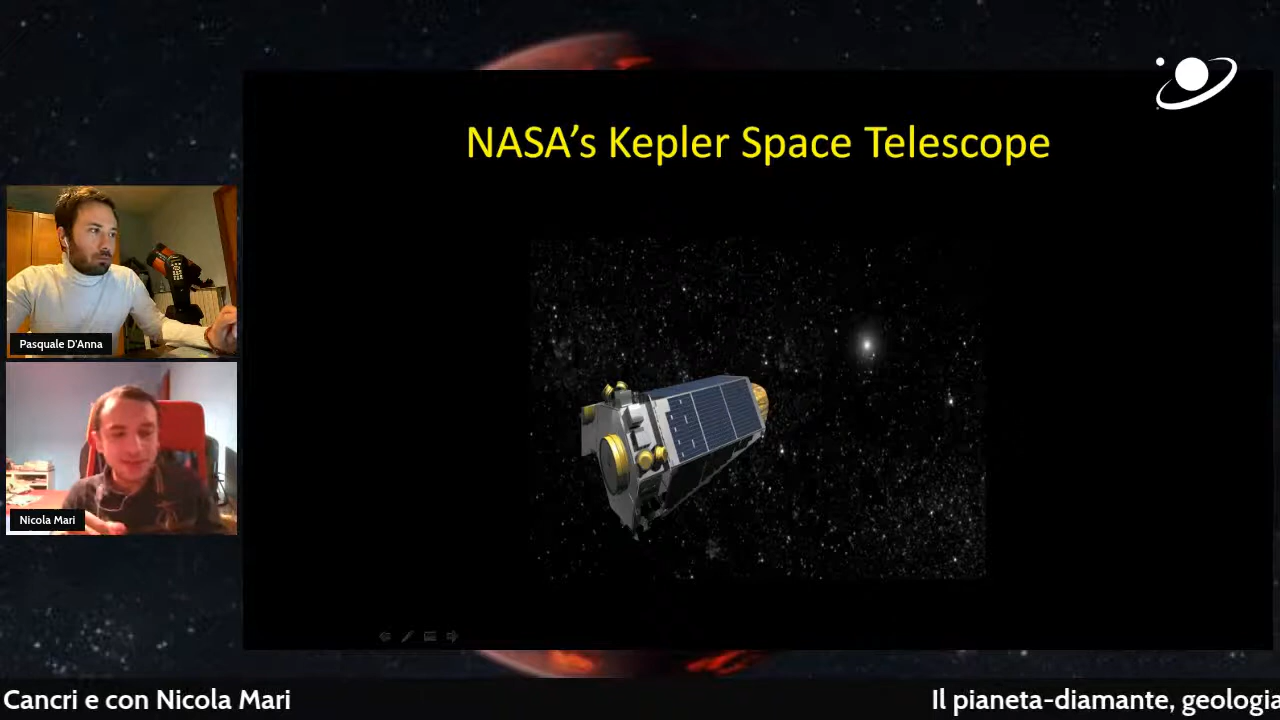 NASA's Kepler Space Telescope
Pasquale D'Anna
Nicola Mari
Cancri e con Nicola Mari
Il pianeta-diamante, geologia